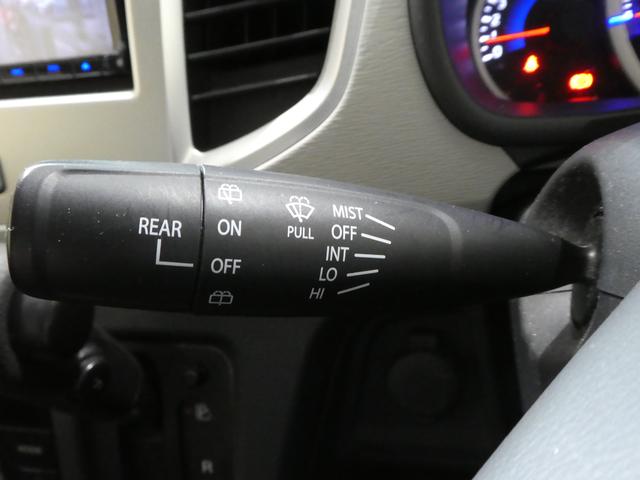 REAR
ON
OFF
PULL
MIST
OFF
INT
LO
HI
R